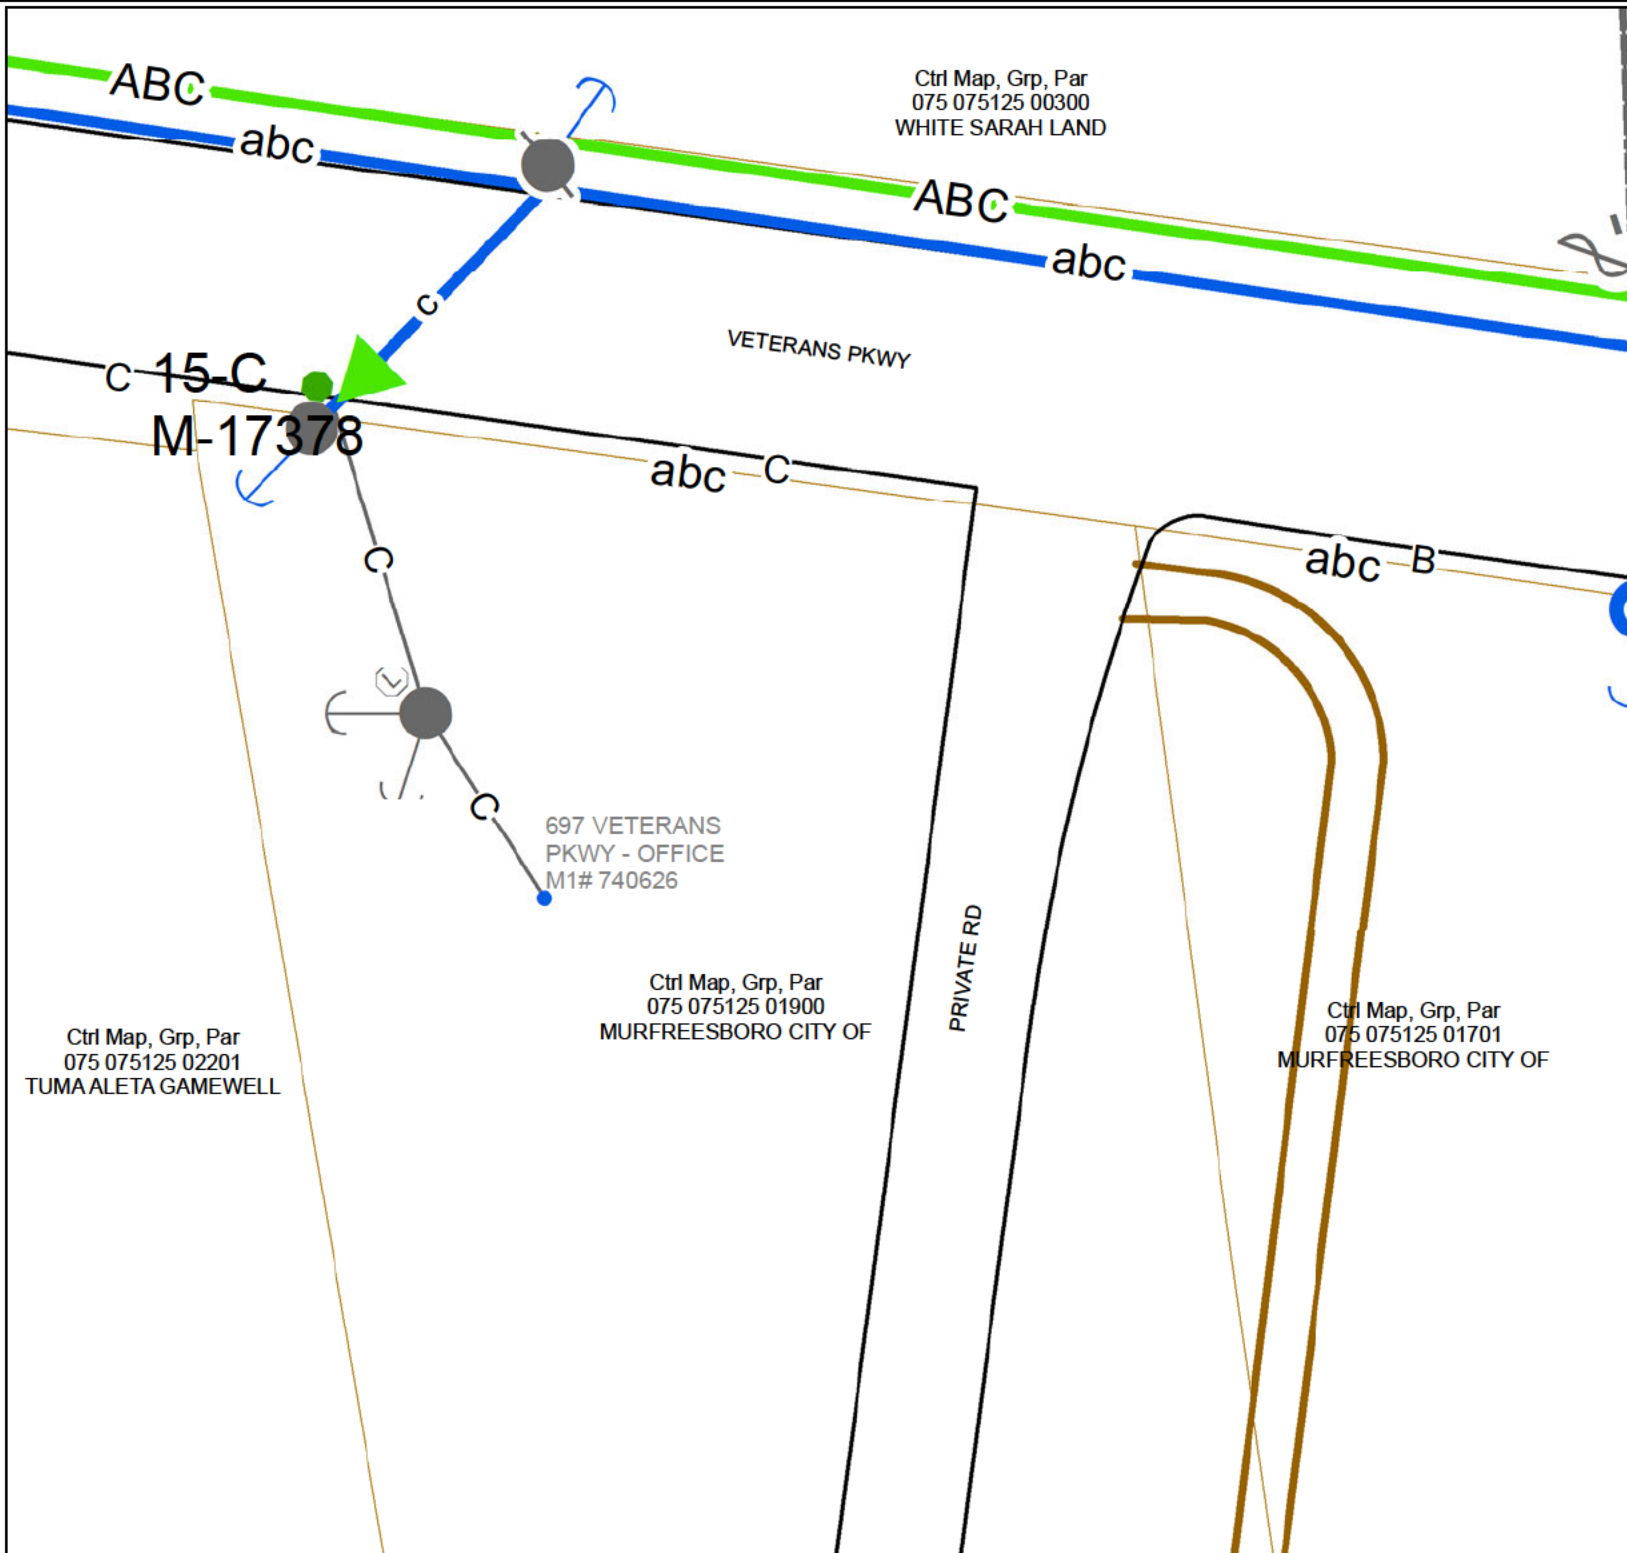 Ctrl Map, Grp, Par
075 075125 00300
WHITE SARAH LAND
ABC
abc
ABC
abc
c
VETERANS PKWY
C
15-C
M-17378
abc
C
abc
B
C
L
C
697 VETERANS
PKWY - OFFICE
M1# 740626
PRIVATE RD
Ctrl Map, Grp, Par
075 075125 01900
MURFREESBORO CITY OF
Ctrl Map, Grp, Par
075 075125 01701
MURFREESBORO CITY OF
Ctrl Map, Grp, Par
075 075125 02201
TUMA ALETA GAMEWELL